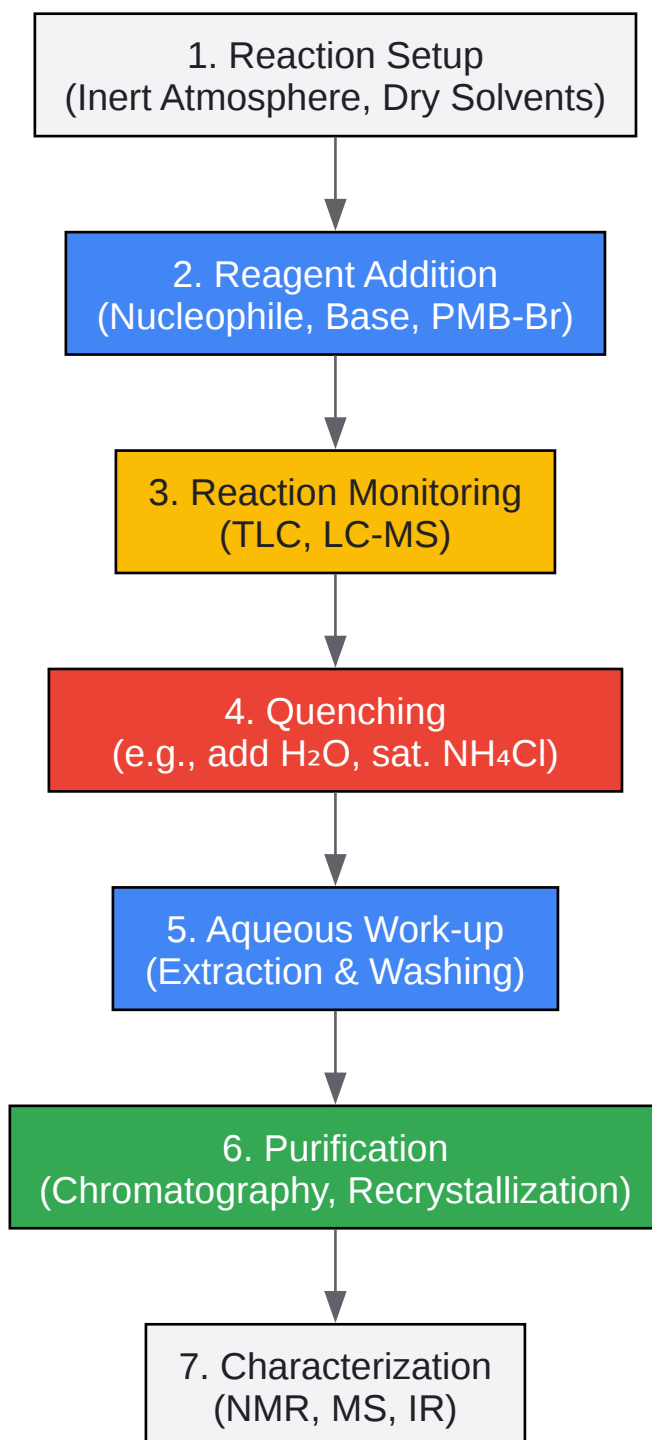 1. Reaction Setup
(Inert Atmosphere, Dry Solvents)
2. Reagent Addition
(Nucleophile, Base, PMB-Br)
3. Reaction Monitoring
(TLC, LC-MS)
4. Quenching
(e.g., add H₂O, sat. NH₄Cl)
5. Aqueous Work-up
(Extraction & Washing)
6. Purification
(Chromatography, Recrystallization)
7. Characterization
(NMR, MS, IR)